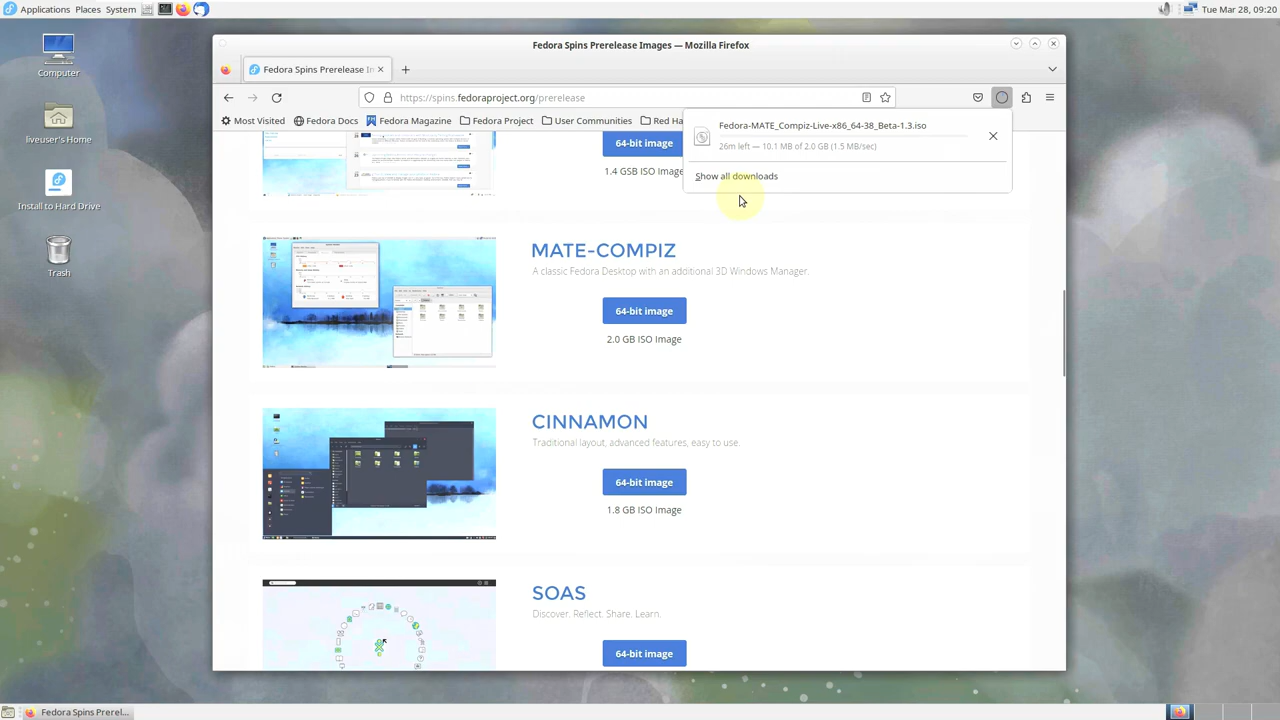 Applications Places System
Tue Mar 28, 09:20
Computer
liveuser's Home
Install to Hard Drive
Trash
Fedora Spins Prerelease Images — Mozilla Firefox
Fedora Spins Prerelease In
https://spins.fedoraproject.org/prerelease
Most Visited Fedora Docs Fedora Magazine Fedora Project User Communities Red Ha
Fedora-MATE_Compiz-Live-x86_64-38_Beta-1.3.iso
26m left — 10.1 MB of 2.0 GB (1.5 MB/sec)
Show all downloads
64-bit image
1.4 GSB ISO Image
MATE-COMPIZ
A classic Fedora Desktop with an additional 3D Windows Manager.
64-bit image
2.0 GB ISO Image
CINNAMON
Traditional layout, advanced features, easy to use.
64-bit image
1.8 GB ISO Image
SOAS
Discover. Reflect. Share. Learn.
64-bit image
Fedora Spins Prerel...